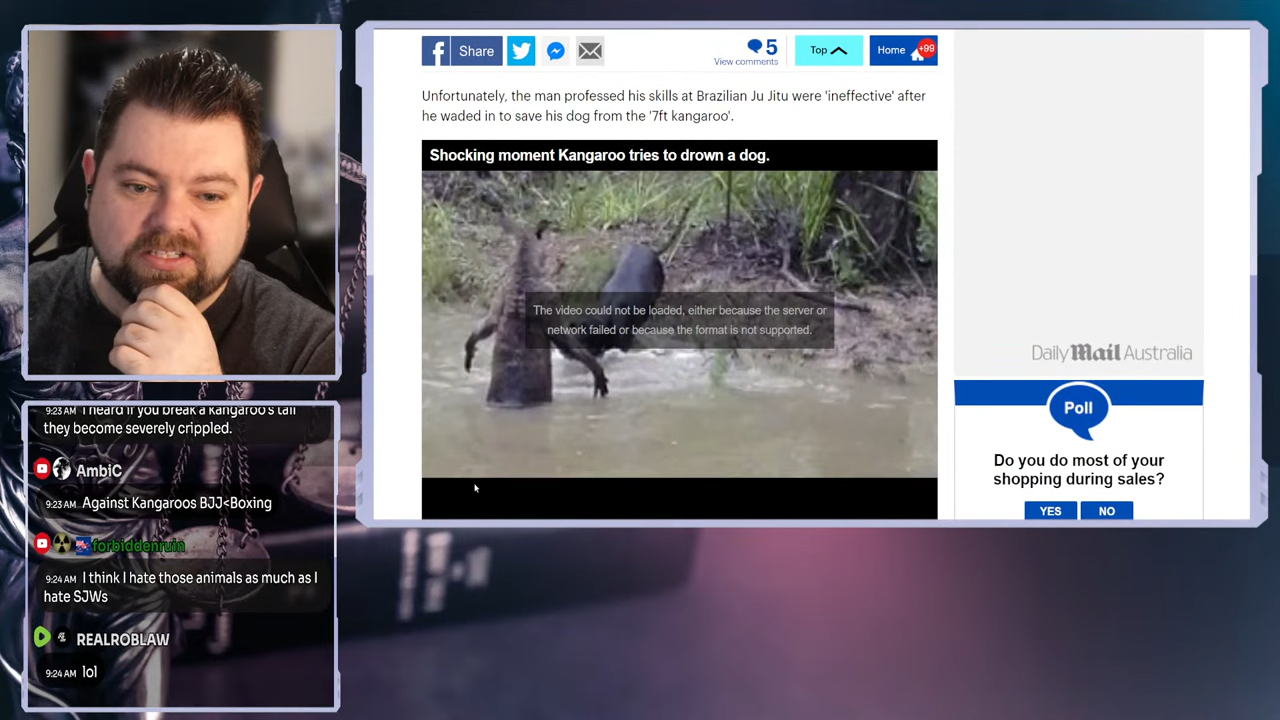 Share
5
View comments
Top
Home
+99
Unfortunately, the man professed his skills at Brazilian Ju Jitu were 'ineffective' after
he waded in to save his dog from the '7ft kangaroo'.
Shocking moment Kangaroo tries to drown a dog.
The video could not be loaded, either because the server or
network failed or because the format is not supported.
Daily Mail Australia
Poll
Do you do most of your
shopping during sales?
YES
NO
9:23 AM I heard if you break a kangaroo's tail
they become severely crippled.
AmbiC
9:23 AM Against Kangaroos BJJ<Boxing
forbiddenruin
9:24 AM I think I hate those animals as much as I
hate SJWs
REALROBLAW
9:24 AM lol